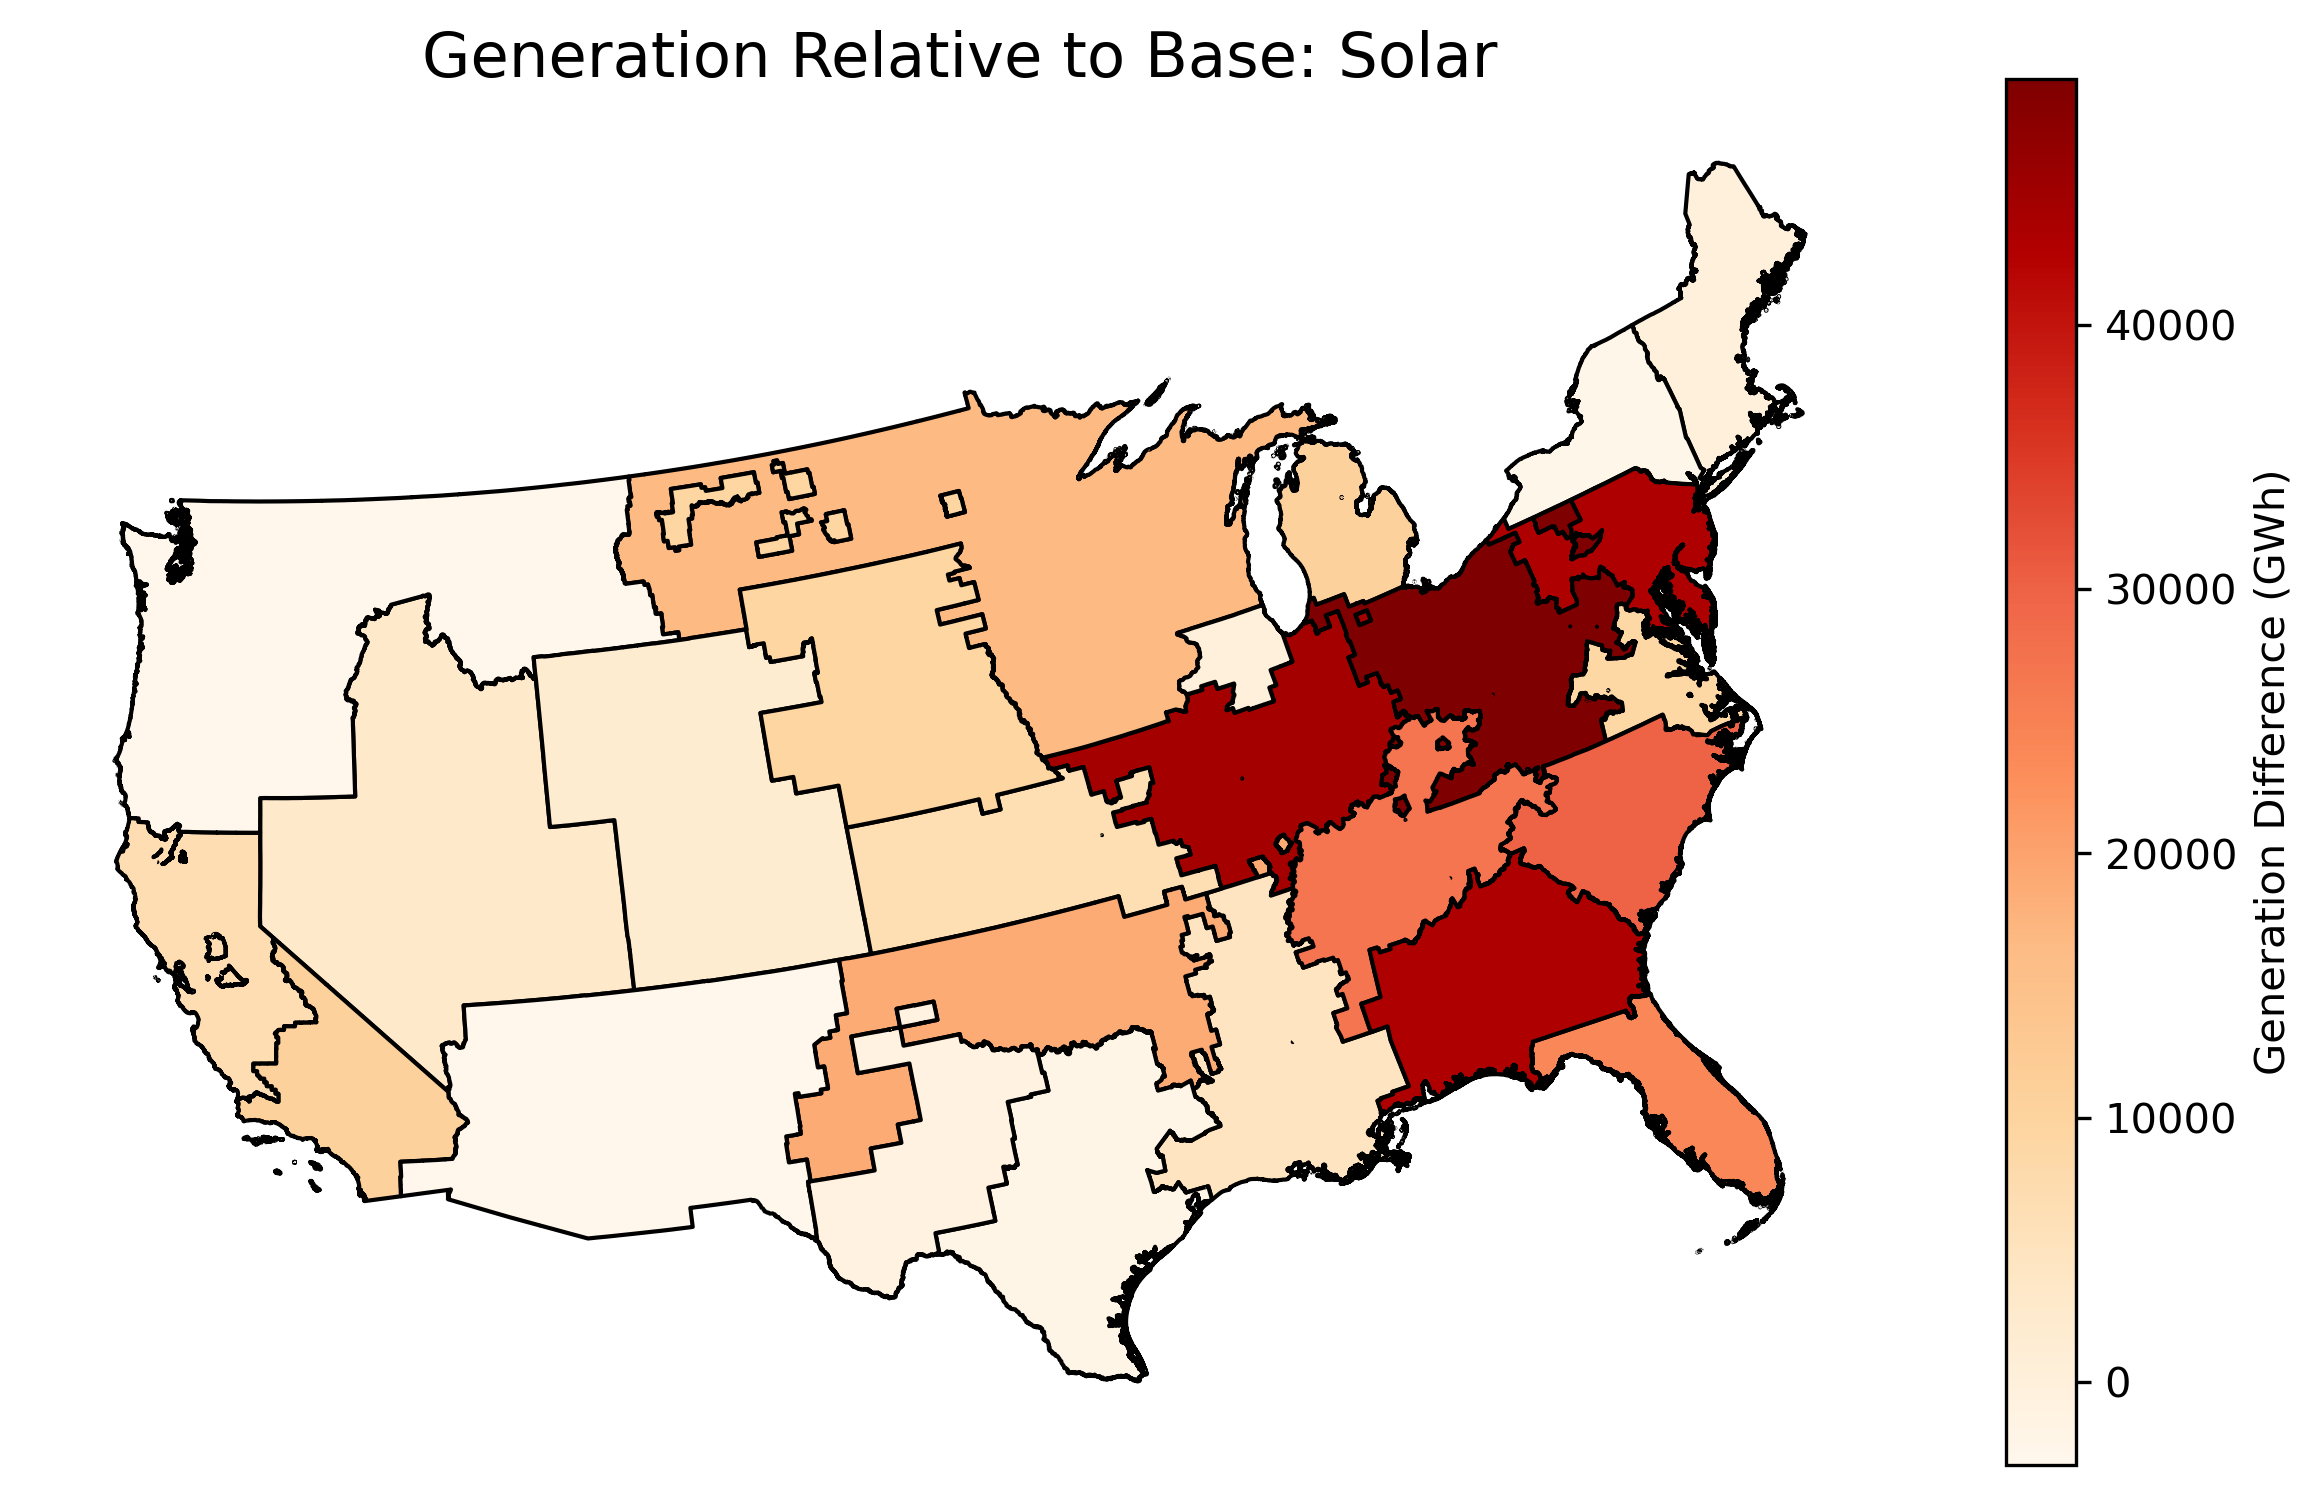 Generation Relative to Base: Solar
40000
30000
20000
10000
0
Generation Difference (GWh)